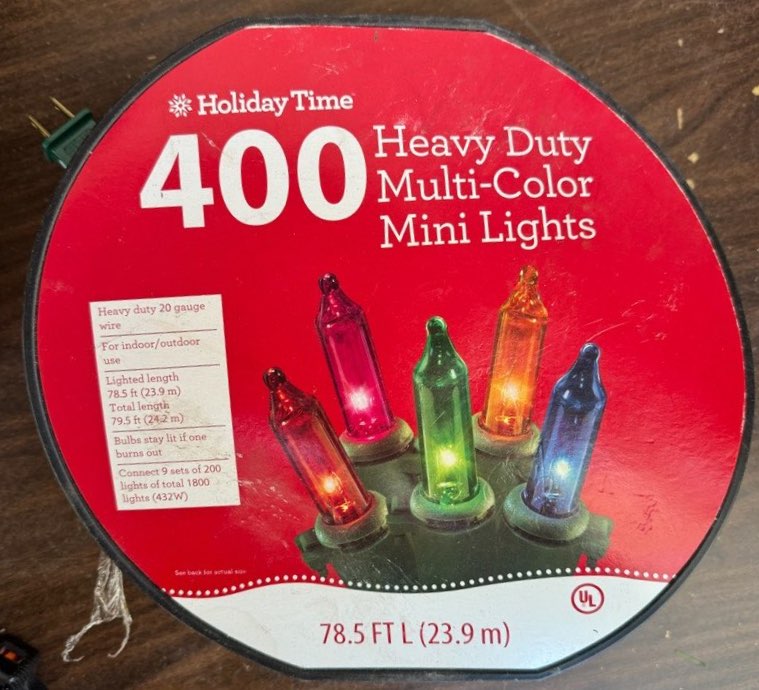 Holiday Time
400
Heavy Duty
Multi-Color
Mini Lights
Heavy duty 20 gauge
wire
For indoor/outdoor
use
Lighted length
78.5 ft (23.9 m)
Total length
79.5 ft (24.2 m)
Bulbs stay lit if one
burns out
Connect 9 sets of 200
lights of total 1800
lights (432W)
See back for actual size
UL
78.5 FT L (23.9 m)